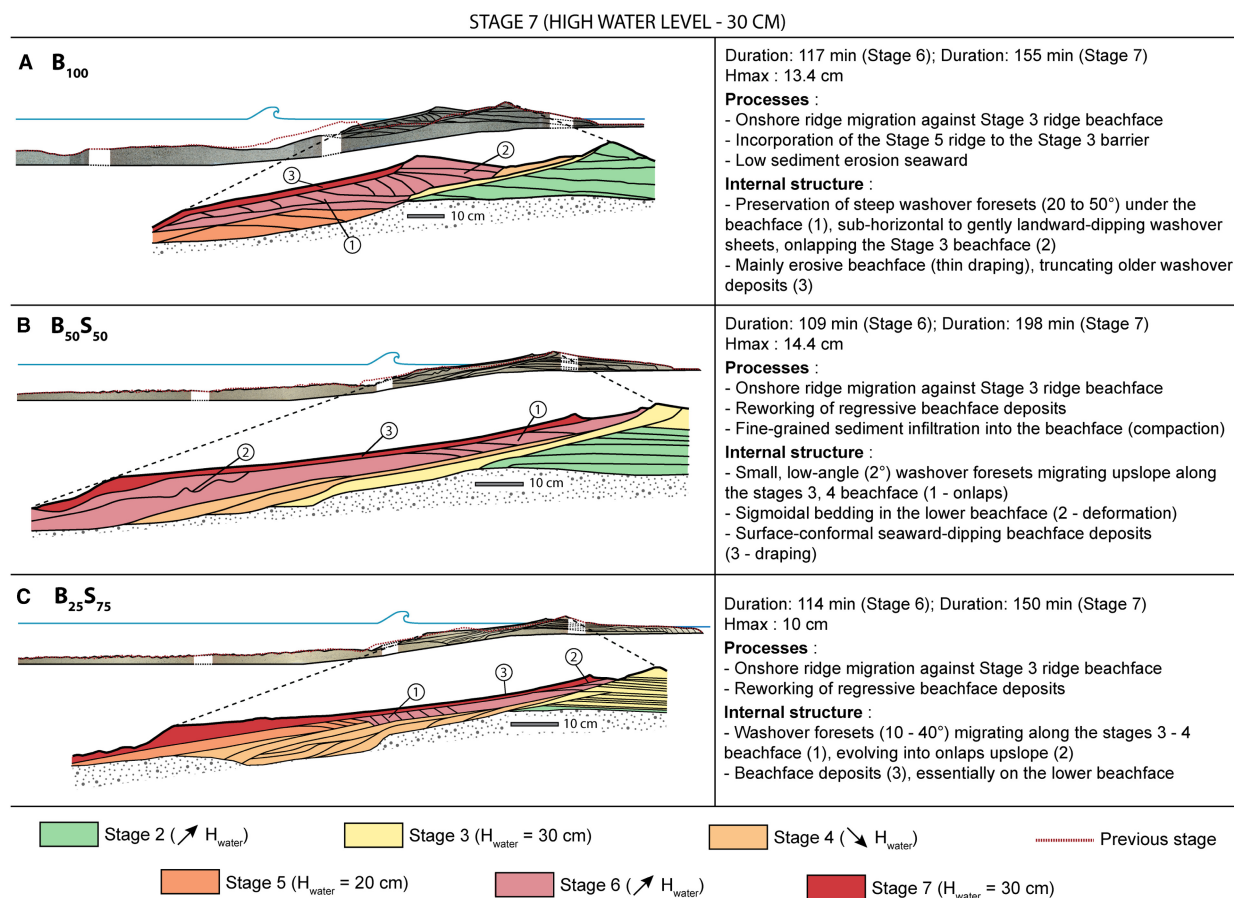 STAGE 7 (HIGH WATER LEVEL - 30 CM)
A B100
3
2
1
10 cm
Duration: 117 min (Stage 6); Duration: 155 min (Stage 7)
Hmax : 13.4 cm
Processes :
- Onshore ridge migration against Stage 3 ridge beachface
- Incorporation of the Stage 5 ridge to the Stage 3 barrier
- Low sediment erosion seaward
Internal structure :
- Preservation of steep washover foresets (20 to 50°) under the
beachface (1), sub-horizontal to gently landward-dipping washover
sheets, onlapping the Stage 3 beachface (2)
- Mainly erosive beachface (thin draping), truncating older washover
deposits (3)
B B50S50
1
3
2
10 cm
Duration: 109 min (Stage 6); Duration: 198 min (Stage 7)
Hmax : 14.4 cm
Processes :
- Onshore ridge migration against Stage 3 ridge beachface
- Reworking of regressive beachface deposits
- Fine-grained sediment infiltration into the beachface (compaction)
Internal structure :
- Small, low-angle (2°) washover foresets migrating upslope along
the stages 3, 4 beachface (1 - onlaps)
- Sigmoidal bedding in the lower beachface (2 - deformation)
- Surface-conformal seaward-dipping beachface deposits
(3 - draping)
C B25S75
1
3
2
10 cm
Duration: 114 min (Stage 6); Duration: 150 min (Stage 7)
Hmax : 10 cm
Processes :
- Onshore ridge migration against Stage 3 ridge beachface
- Reworking of regressive beachface deposits
Internal structure :
- Washover foresets (10 - 40°) migrating along the stages 3 - 4
beachface (1), evolving into onlaps upslope (2)
- Beachface deposits (3), essentially on the lower beachface
Stage 2 (↗ Hwater)
Stage 3 (Hwater = 30 cm)
Stage 4 (↘ Hwater)
Previous stage
Stage 5 (Hwater = 20 cm)
Stage 6 (↗ Hwater)
Stage 7 (Hwater = 30 cm)